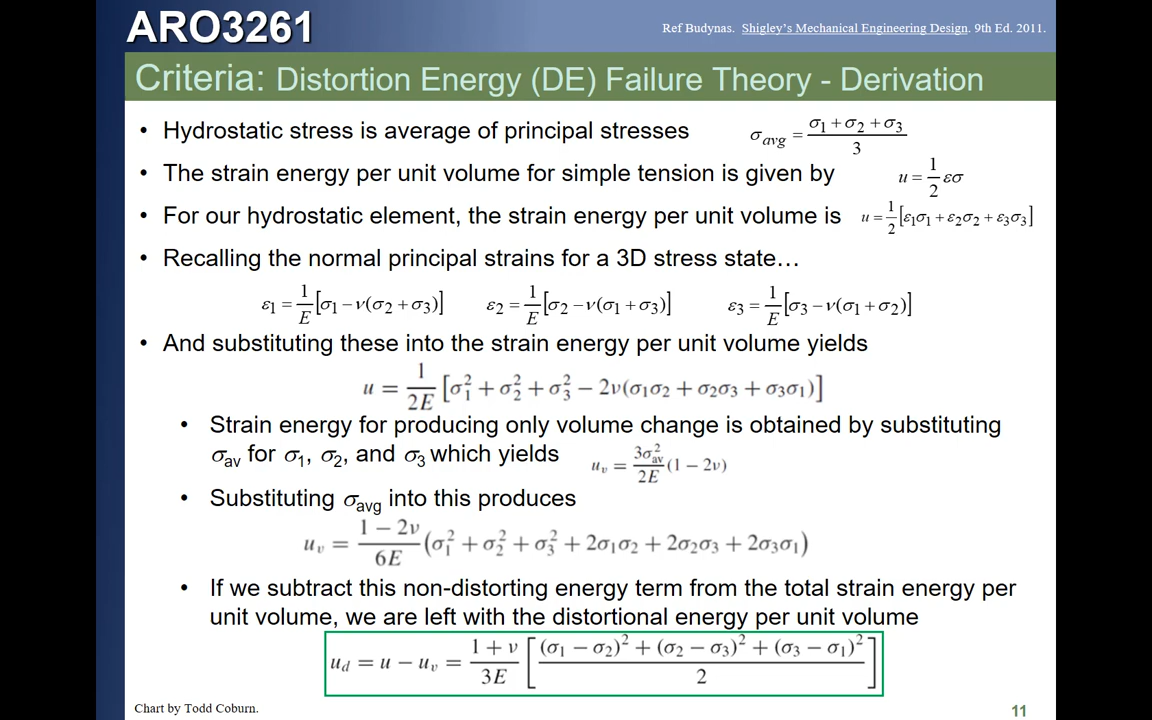 ARO3261
Ref Budynas. Shigley's Mechanical Engineering Design. 9th Ed. 2011.
Criteria: Distortion Energy (DE) Failure Theory - Derivation
• Hydrostatic stress is average of principal stresses σavg = (σ1 + σ2 + σ3)/3
• The strain energy per unit volume for simple tension is given by u = 1/2 εσ
• For our hydrostatic element, the strain energy per unit volume is u = 1/2 [ε1σ1 + ε2σ2 + ε3σ3]
• Recalling the normal principal strains for a 3D stress state…
ε1 = 1/E [σ1 − ν(σ2 + σ3)] ε2 = 1/E [σ2 − ν(σ1 + σ3)] ε3 = 1/E [σ3 − ν(σ1 + σ2)]
• And substituting these into the strain energy per unit volume yields
u = 1/2E [σ1² + σ2² + σ3² − 2ν(σ1σ2 + σ2σ3 + σ3σ1)]
• Strain energy for producing only volume change is obtained by substituting
σav for σ1, σ2, and σ3 which yields uv = 3σav²/2E (1 − 2ν)
• Substituting σavg into this produces
uv = (1 − 2ν)/6E (σ1² + σ2² + σ3² + 2σ1σ2 + 2σ2σ3 + 2σ3σ1)
• If we subtract this non-distorting energy term from the total strain energy per
unit volume, we are left with the distortional energy per unit volume
ud = u − uv = (1 + ν)/3E [((σ1 − σ2)² + (σ2 − σ3)² + (σ3 − σ1)²)/2]
Chart by Todd Coburn.
11